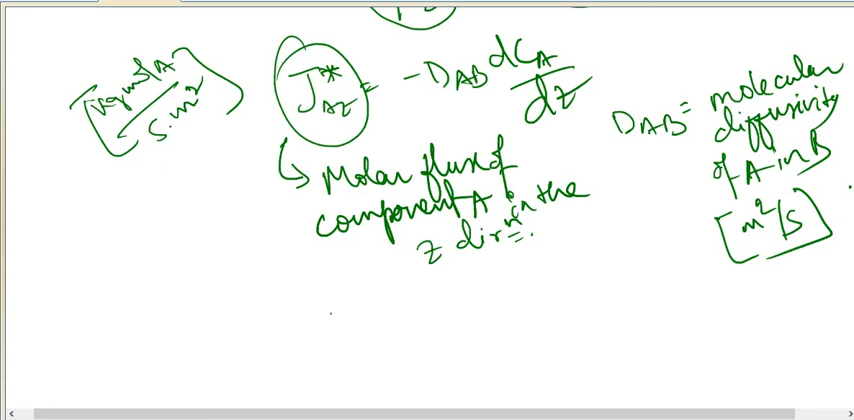 [kg mol A / s.m²]
J*AZ = -DAB dCA/dz
Molar flux of
component A in the
z dirn.
DAB = molecular
diffusivity
of A in B
[m²/s]